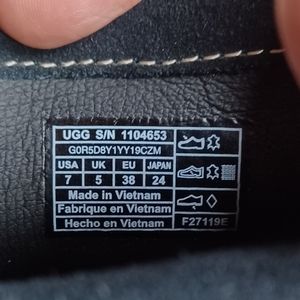 UGG S/N 1104653
G0R5D8Y1YY19CZM
USA UK EU JAPAN
7 5 38 24
Made in Vietnam
Fabrique en Vietnam
Hecho en Vietnam
F27119E